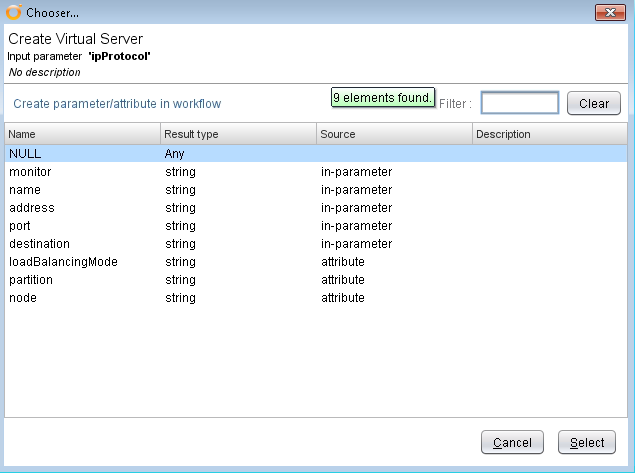 Chooser...
Create Virtual Server
Input parameter 'ipProtocol'
No description
Create parameter/attribute in workflow 9 elements found. Filter : Clear
Name Result type Source Description
NULL Any
monitor string in-parameter
name string in-parameter
address string in-parameter
port string in-parameter
destination string in-parameter
loadBalancingMode string attribute
partition string attribute
node string attribute
Cancel Select